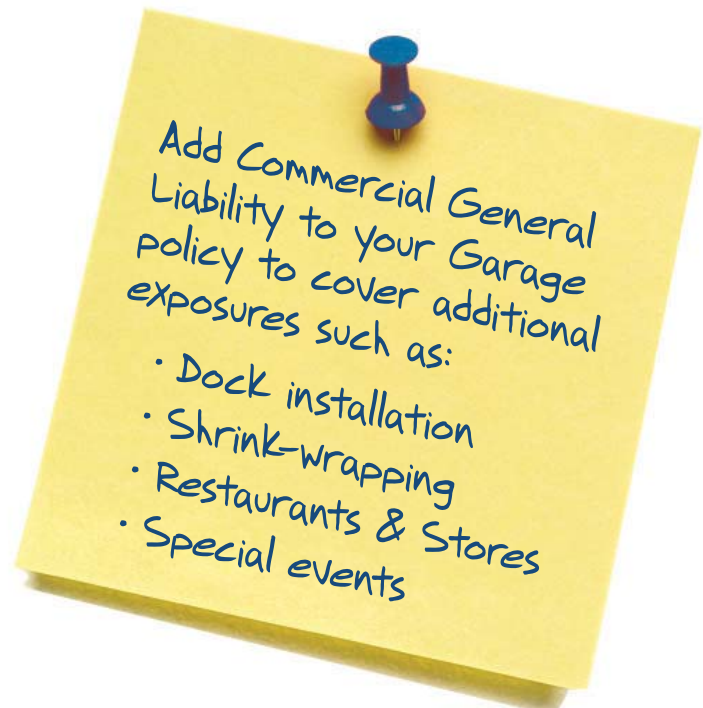 Add Commercial General
Liability to your Garage
policy to cover additional
exposures such as:
· Dock installation
· Shrink-wrapping
· Restaurants & Stores
· Special events